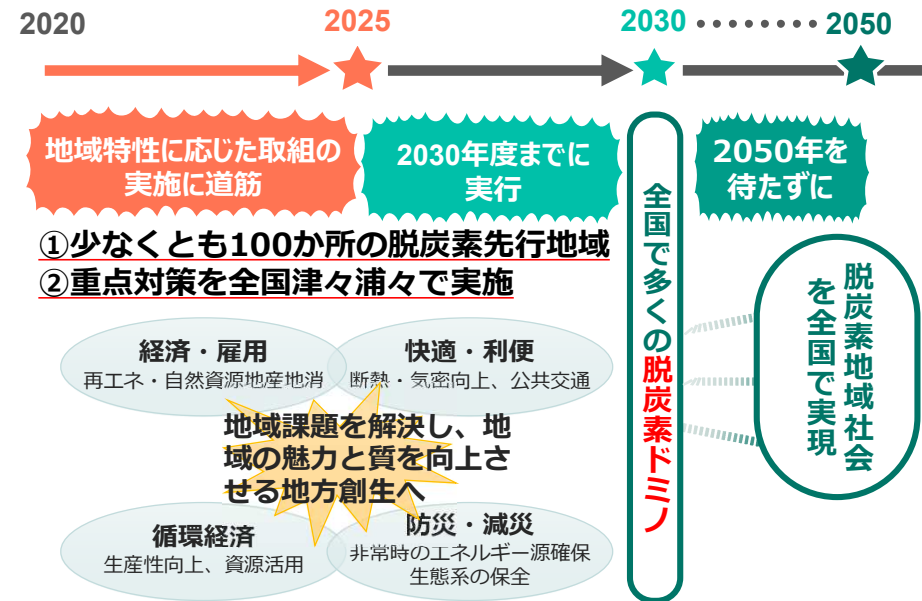 2020
2025
2030 ・・・・・・・・ 2050
地域特性に応じた取組の
実施に道筋
2030年度までに
実行
2050年を
待たずに
①少なくとも100か所の脱炭素先行地域
②重点対策を全国津々浦々で実施
経済・雇用
再エネ・自然資源地産地消
快適・利便
断熱・気密向上、公共交通
地域課題を解決し、地
域の魅力と質を向上さ
せる地方創生へ
循環経済
生産性向上、資源活用
防災・減災
非常時のエネルギー源確保
生態系の保全
全国で多くの脱炭素ドミノ
脱炭素地域社会
を全国で実現